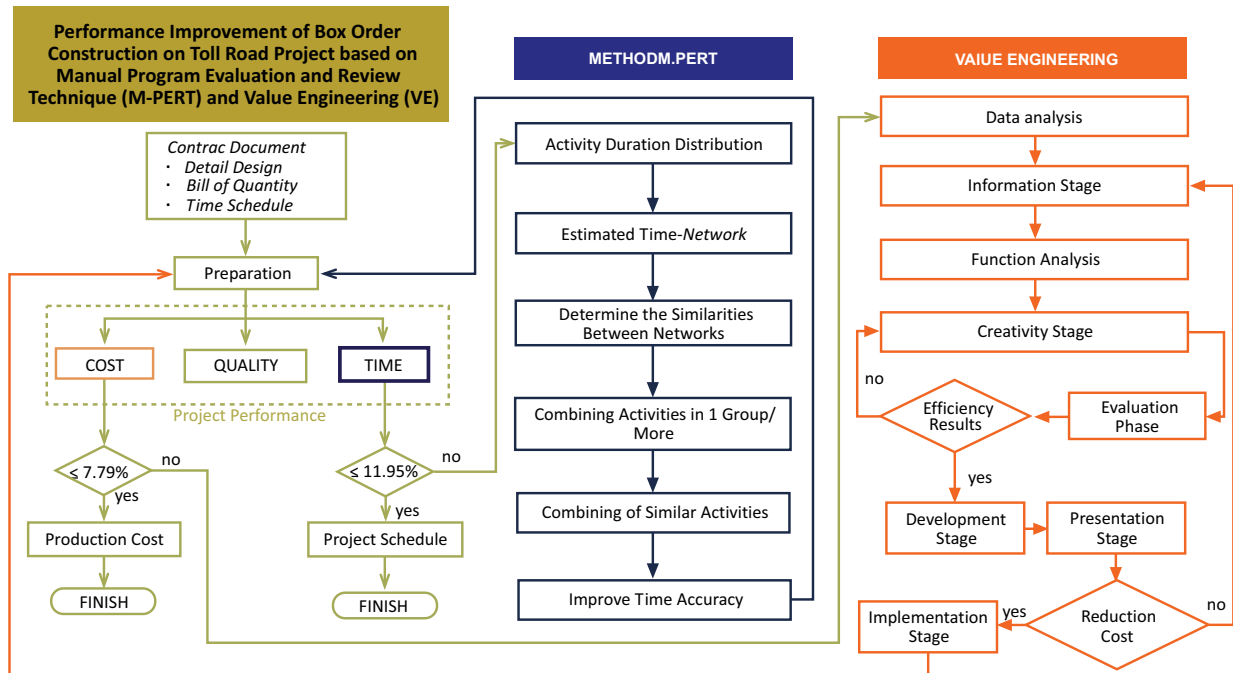 Performance Improvement of Box Order
Construction on Toll Road Project based on
Manual Program Evaluation and Review
Technique (M-PERT) and Value Engineering (VE)
Contrac Document
· Detail Design
· Bill of Quantity
· Time Schedule
Preparation
COST
QUALITY
TIME
Project Performance
≤ 7.79%
no
yes
Production Cost
FINISH
≤ 11.95%
no
yes
Project Schedule
FINISH
METHODM.PERT
Activity Duration Distribution
Estimated Time-Network
Determine the Similarities
Between Networks
Combining Activities in 1 Group/
More
Combining of Similar Activities
Improve Time Accuracy
VAIUE ENGINEERING
Data analysis
Information Stage
Function Analysis
Creativity Stage
no
Efficiency
Results
Evaluation
Phase
yes
Development
Stage
Presentation
Stage
Implementation
Stage
yes
Reduction
Cost
no